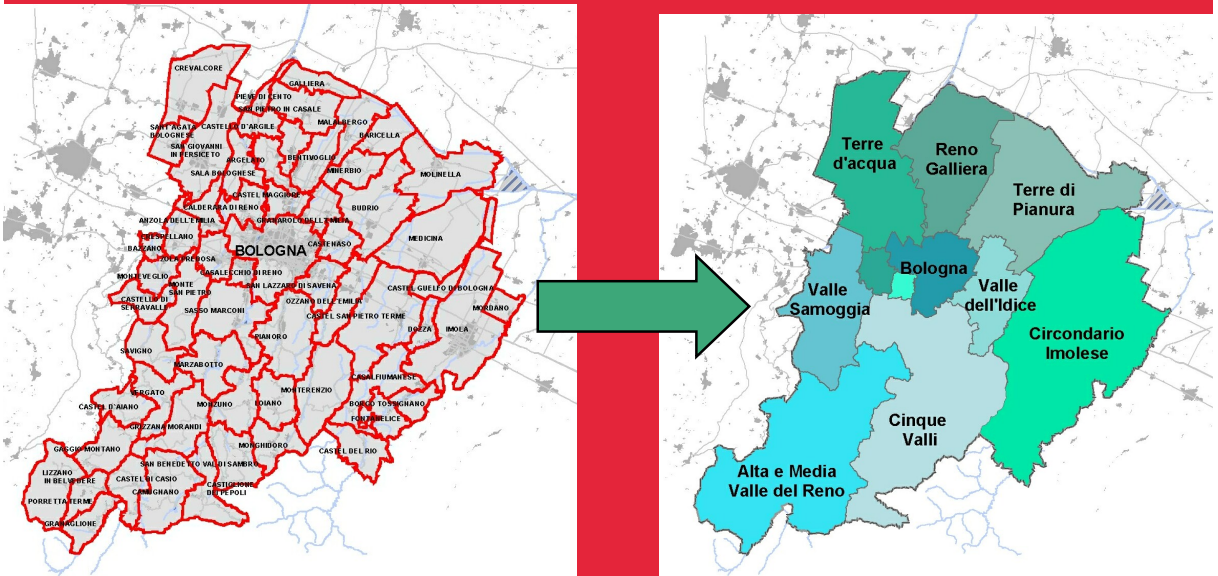 CREVALCORE
GALLIERA
PIEVE DI CENTO
SAN PIETRO IN CASALE
MALALBERGO
SANT'AGATA
BOLOGNESE
CASTELLO D'ARGILE
BARICELLA
SAN GIOVANNI
IN PERSICETO
ARGELATO
BENTIVOGLIO
MINERBIO
MOLINELLA
SALA BOLOGNESE
CASTEL MAGGIORE
CALDERARA DI RENO
BUDRIO
ANZOLA DELL'EMILIA
GRANAROLO DELL'EMILIA
CRESPELLANO
BAZZANO
BOLOGNA
CASTENASO
MEDICINA
ZOLA PREDOSA
CASALECCHIO DI RENO
MONTEVEGLIO
MONTE
SAN PIETRO
SAN LAZZARO DI SAVENA
CASTEL GUELFO DI BOLOGNA
CASTELLO DI
SERRAVALLE
SASSO MARCONI
OZZANO DELL'EMILIA
CASTEL SAN PIETRO TERME
MORDANO
DOZZA
IMOLA
PIANORO
SAVIGNO
MARZABOTTO
CASALFIUMANESE
VERGATO
MONZUNO
LOIANO
MONTERENZIO
BORGO TOSSIGNANO
CASTEL D'AIANO
FONTANELICE
GRIZZANA MORANDI
GAGGIO MONTANO
MONGHIDORO
CASTEL DEL RIO
SAN BENEDETTO VAL DI SAMBRO
LIZZANO
IN BELVEDERE
CASTEL DI CASIO
CASTIGLIONE
DEI PEPOLI
CAMUGNANO
PORRETTA TERME
GRANAGLIONE
Terre
d'acqua
Reno
Galliera
Terre di
Pianura
Bologna
Valle
Samoggia
Valle
dell'Idice
Circondario
Imolese
Cinque
Valli
Alta e Media
Valle del Reno